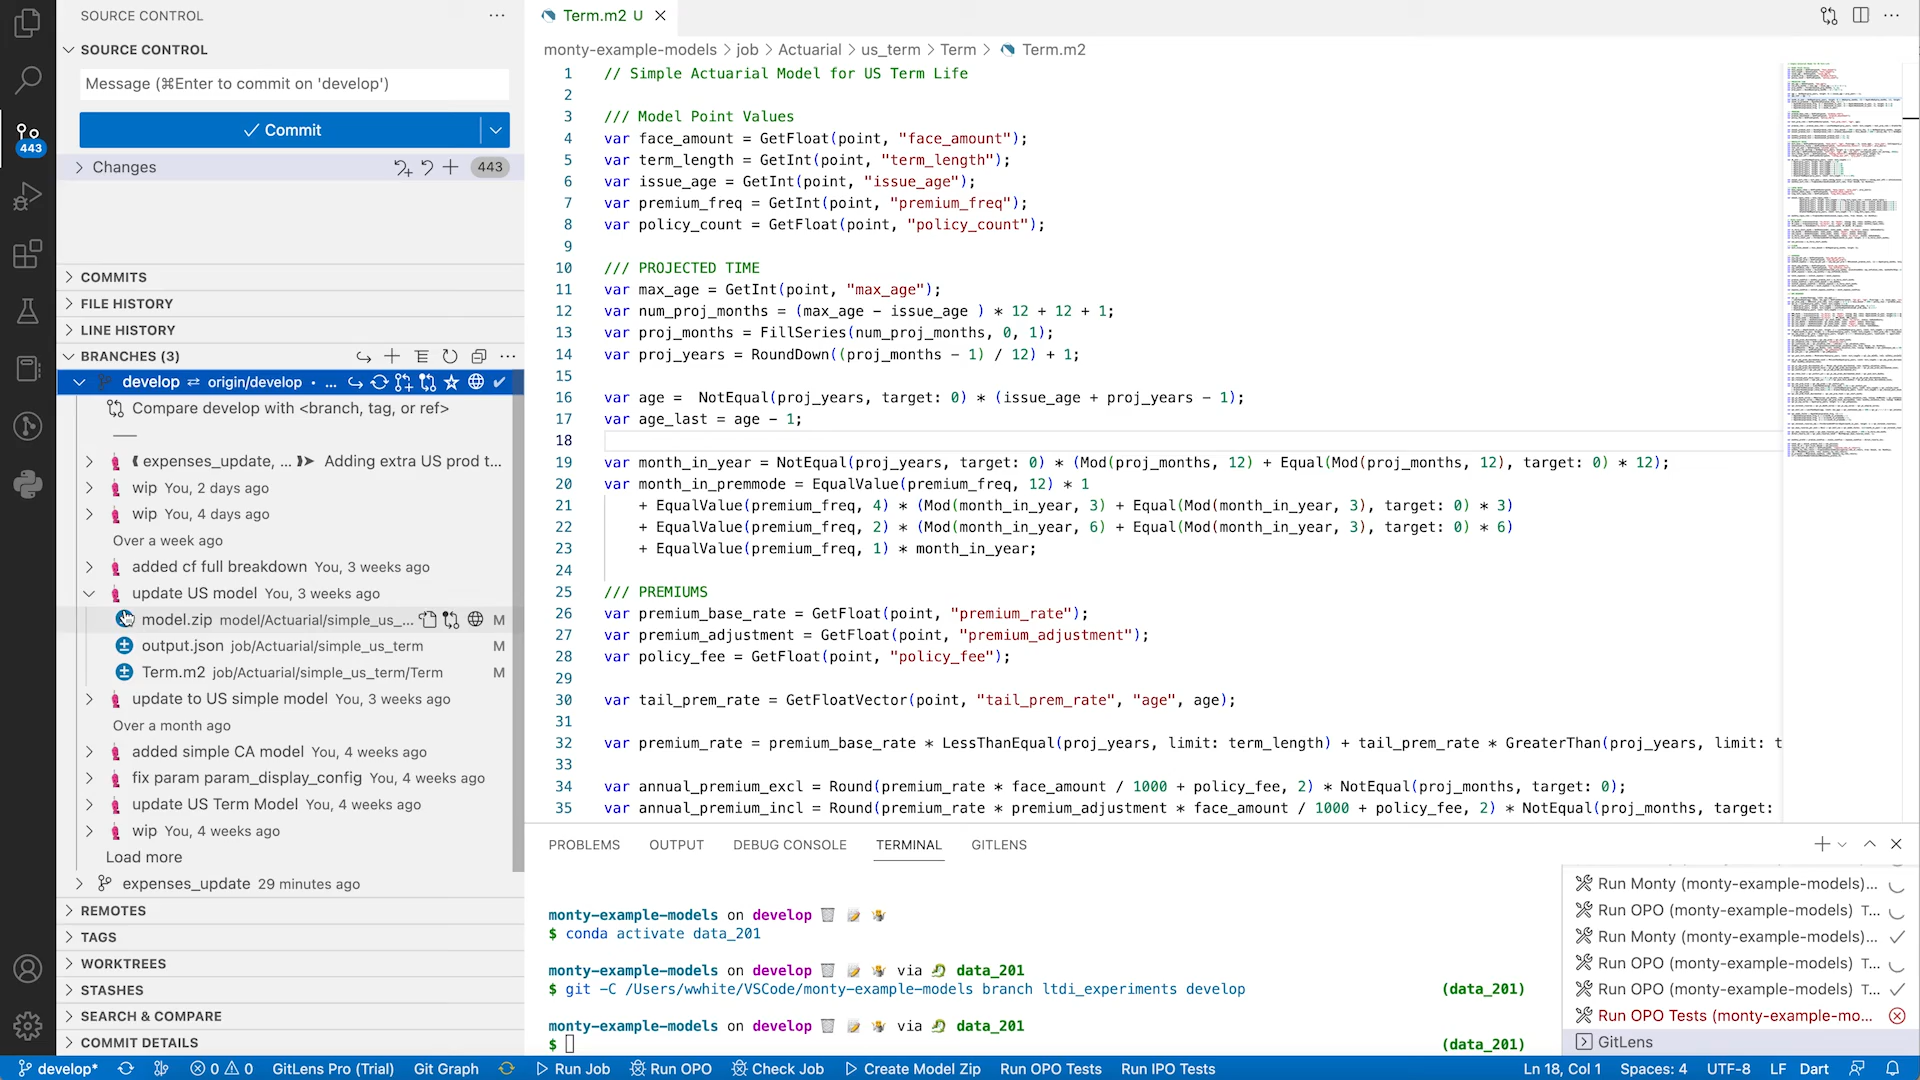 SOURCE CONTROL
SOURCE CONTROL
Message (⌘Enter to commit on 'develop')
Commit
443
Changes
443
COMMITS
FILE HISTORY
LINE HISTORY
BRANCHES (3)
develop ⇄ origin/develop • ...
Compare develop with <branch, tag, or ref>
expenses_update, ... Adding extra US prod t...
wip You, 2 days ago
wip You, 4 days ago
Over a week ago
added cf full breakdown You, 3 weeks ago
update US model You, 3 weeks ago
model.zip model/Actuarial/simple_us_... M
output.json job/Actuarial/simple_us_term M
Term.m2 job/Actuarial/simple_us_term/Term M
update to US simple model You, 3 weeks ago
Over a month ago
added simple CA model You, 4 weeks ago
fix param param_display_config You, 4 weeks ago
update US Term Model You, 4 weeks ago
wip You, 4 weeks ago
Load more
expenses_update 29 minutes ago
REMOTES
TAGS
WORKTREES
STASHES
SEARCH & COMPARE
COMMIT DETAILS
Term.m2 U
monty-example-models > job > Actuarial > us_term > Term > Term.m2
1 // Simple Actuarial Model for US Term Life
2
3 /// Model Point Values
4 var face_amount = GetFloat(point, "face_amount");
5 var term_length = GetInt(point, "term_length");
6 var issue_age = GetInt(point, "issue_age");
7 var premium_freq = GetInt(point, "premium_freq");
8 var policy_count = GetFloat(point, "policy_count");
9
10 /// PROJECTED TIME
11 var max_age = GetInt(point, "max_age");
12 var num_proj_months = (max_age - issue_age ) * 12 + 12 + 1;
13 var proj_months = FillSeries(num_proj_months, 0, 1);
14 var proj_years = RoundDown((proj_months - 1) / 12) + 1;
15
16 var age =  NotEqual(proj_years, target: 0) * (issue_age + proj_years - 1);
17 var age_last = age - 1;
18
19 var month_in_year = NotEqual(proj_years, target: 0) * (Mod(proj_months, 12) + Equal(Mod(proj_months, 12), target: 0) * 12);
20 var month_in_premmode = EqualValue(premium_freq, 12) * 1
21 + EqualValue(premium_freq, 4) * (Mod(month_in_year, 3) + Equal(Mod(month_in_year, 3), target: 0) * 3)
22 + EqualValue(premium_freq, 2) * (Mod(month_in_year, 6) + Equal(Mod(month_in_year, 3), target: 0) * 6)
23 + EqualValue(premium_freq, 1) * month_in_year;
24
25 /// PREMIUMS
26 var premium_base_rate = GetFloat(point, "premium_rate");
27 var premium_adjustment = GetFloat(point, "premium_adjustment");
28 var policy_fee = GetFloat(point, "policy_fee");
29
30 var tail_prem_rate = GetFloatVector(point, "tail_prem_rate", "age", age);
31
32 var premium_rate = premium_base_rate * LessThanEqual(proj_years, limit: term_length) + tail_prem_rate * GreaterThan(proj_years, limit: t
33
34 var annual_premium_excl = Round(premium_rate * face_amount / 1000 + policy_fee, 2) * NotEqual(proj_months, target: 0);
35 var annual_premium_incl = Round(premium_rate * premium_adjustment * face_amount / 1000 + policy_fee, 2) * NotEqual(proj_months, target:
PROBLEMS OUTPUT DEBUG CONSOLE TERMINAL GITLENS
monty-example-models on develop
$ conda activate data_201
monty-example-models on develop via data_201
$ git -C /Users/wwhite/VSCode/monty-example-models branch ltdi_experiments develop (data_201)
monty-example-models on develop via data_201
$ (data_201)
Run Monty (monty-example-models)...
Run OPO (monty-example-models) T...
Run Monty (monty-example-models)...
Run OPO (monty-example-models) T...
Run OPO (monty-example-models) T...
Run OPO Tests (monty-example-mo...
GitLens
develop* 0 0 GitLens Pro (Trial) Git Graph Run Job Run OPO Check Job Create Model Zip Run OPO Tests Run IPO Tests Ln 18, Col 1 Spaces: 4 UTF-8 LF Dart